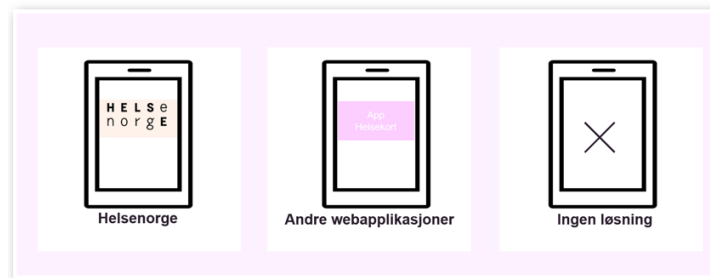 HELSe
norgE
App
Helsekort
Helsenorge
Andre webapplikasjoner
Ingen løsning